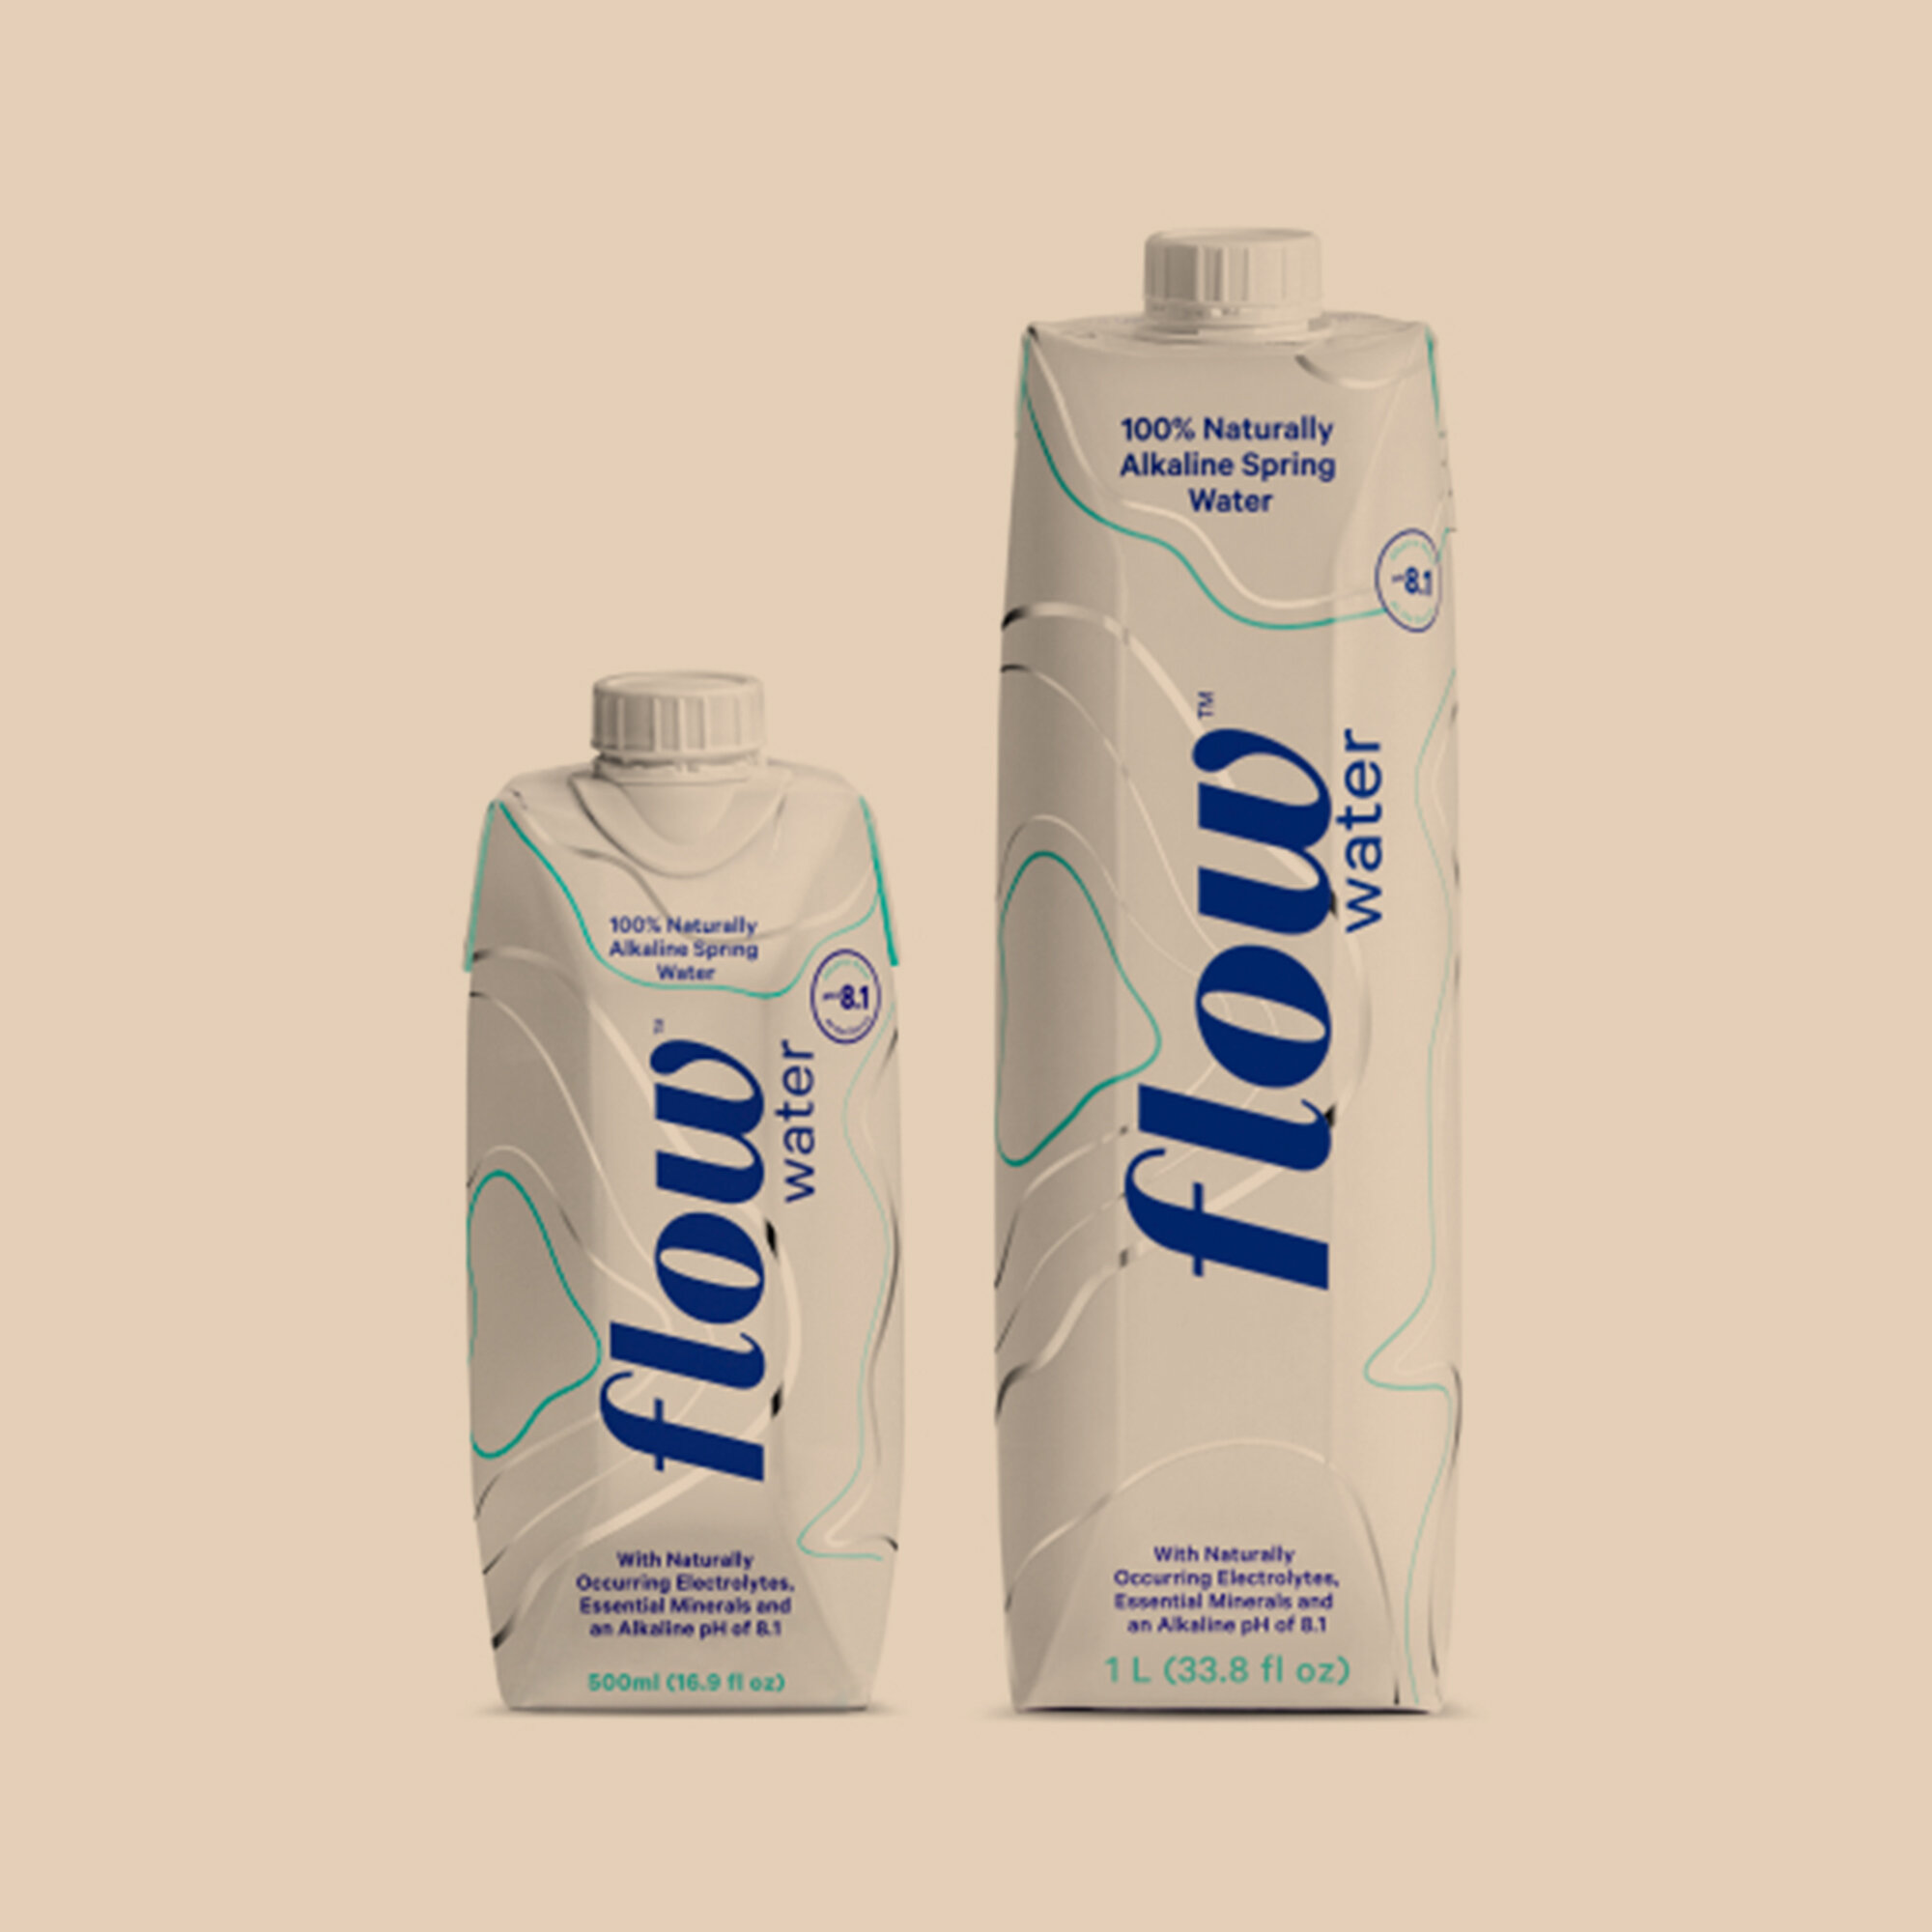 100% Naturally
Alkaline Spring
Water
8.1
flow
water
With Naturally
Occurring Electrolytes,
Essential Minerals and
an Alkaline pH of 8.1
500ml (16.9 fl oz)
100% Naturally
Alkaline Spring
Water
8.1
flow™
water
With Naturally
Occurring Electrolytes,
Essential Minerals and
an Alkaline pH of 8.1
1 L (33.8 fl oz)